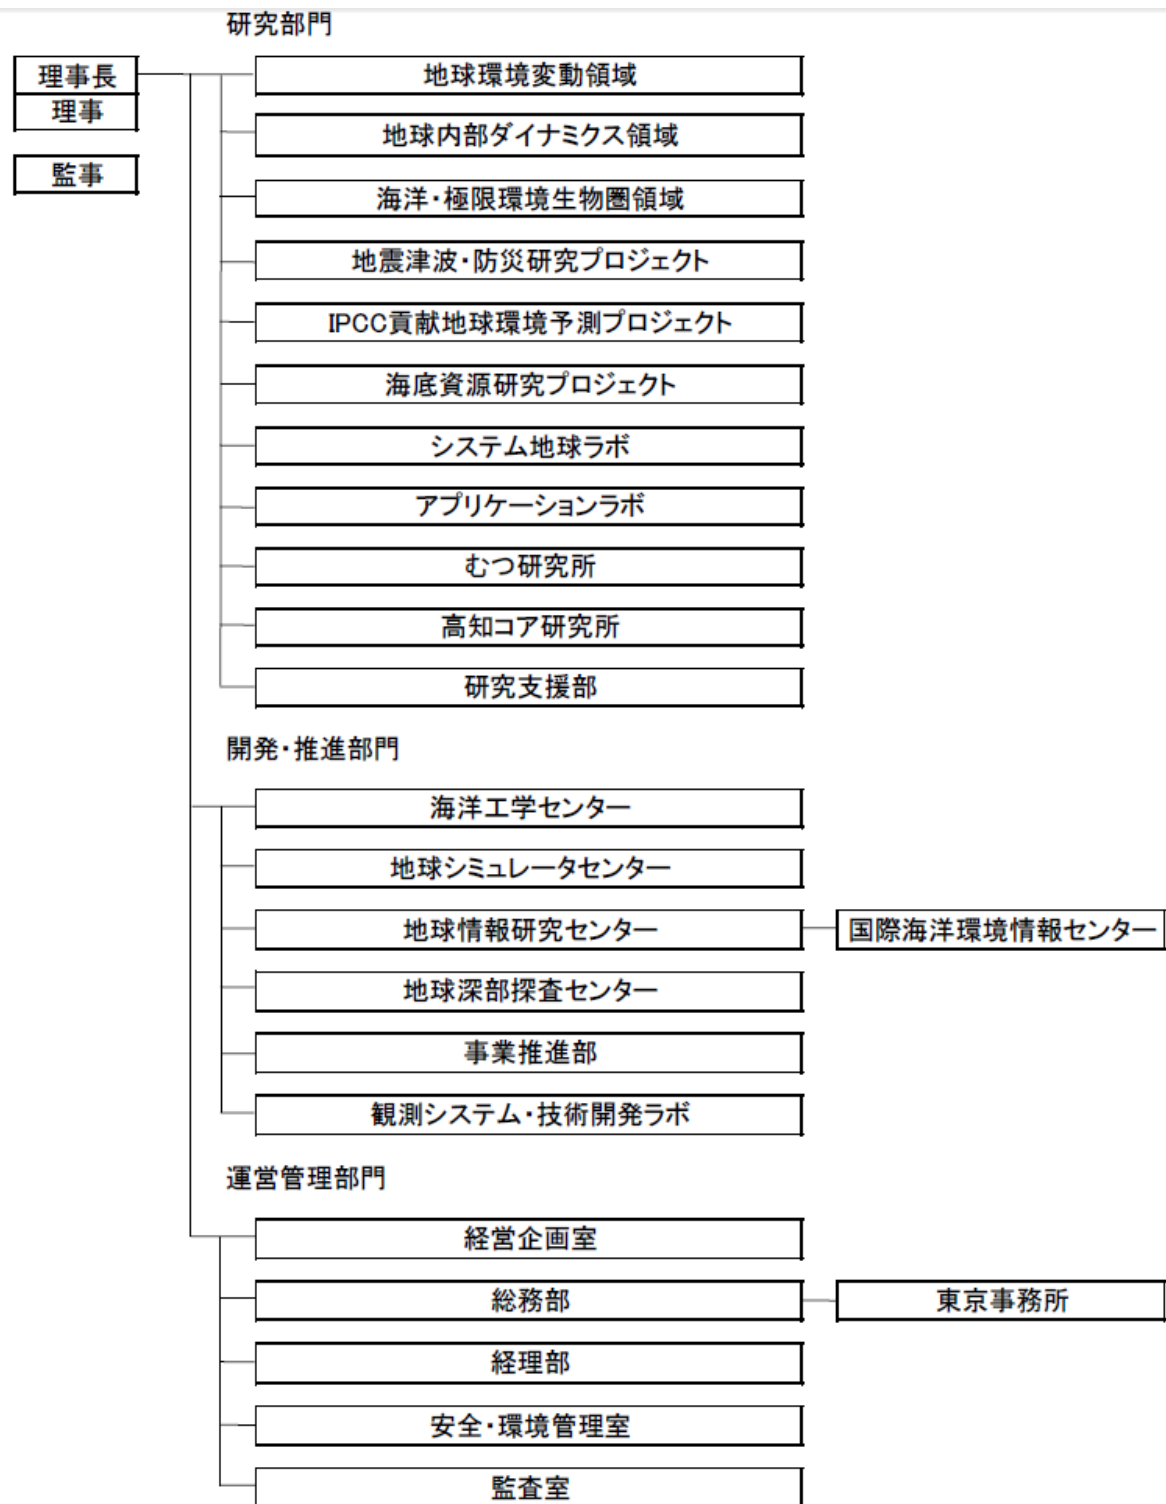 研究部門
理事長
理事
監事
地球環境変動領域
地球内部ダイナミクス領域
海洋・極限環境生物圏領域
地震津波・防災研究プロジェクト
IPCC貢献地球環境予測プロジェクト
海底資源研究プロジェクト
システム地球ラボ
アプリケーションラボ
むつ研究所
高知コア研究所
研究支援部
開発・推進部門
海洋工学センター
地球シミュレータセンター
地球情報研究センター
国際海洋環境情報センター
地球深部探査センター
事業推進部
観測システム・技術開発ラボ
運営管理部門
経営企画室
総務部
東京事務所
経理部
安全・環境管理室
監査室